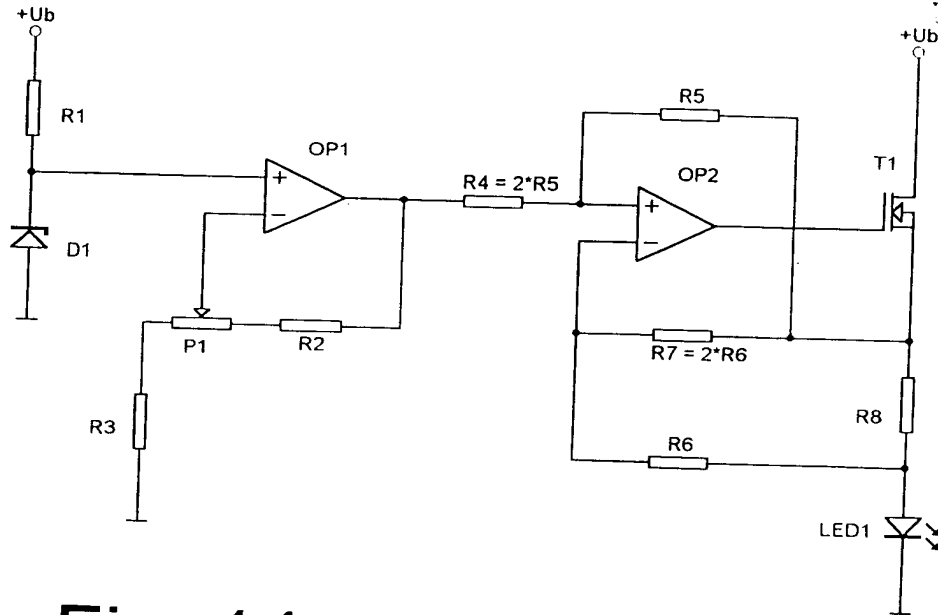 +Ub
+Ub
R1
R5
OP1
T1
R4 = 2*R5
OP2
+
−
+
−
D1
P1
R2
R7 = 2*R6
R3
R8
R6
LED1